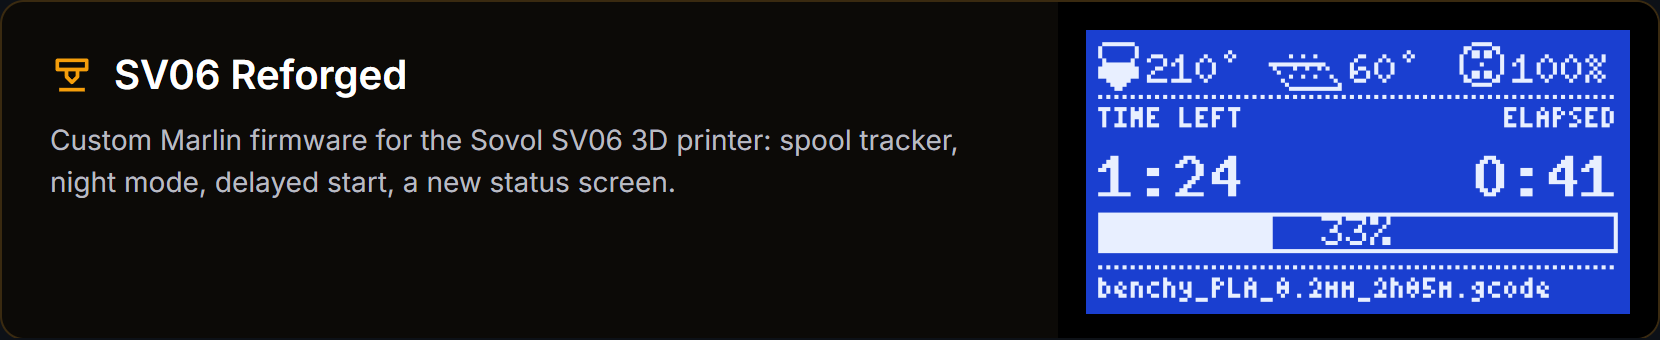 SV06 Reforged
Custom Marlin firmware for the Sovol SV06 3D printer: spool tracker,
night mode, delayed start, a new status screen.
210° 60° 100%
TIME LEFT ELAPSED
1:24 0:41
33%
benchy_PLA_0.2mm_2h05m.gcode